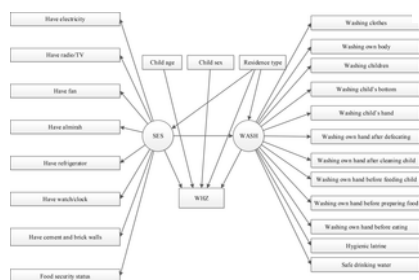 Have electricity
Have radio/TV
Have fan
Have almirah
Have refrigerator
Have watch/clock
Have cement and brick walls
Food security status
Child age
Child sex
Residence type
SES
WASH
WHZ
Washing clothes
Washing own body
Washing children
Washing child's bottom
Washing child's hand
Washing own hand after defecating
Washing own hand after cleaning child
Washing own hand before feeding child
Washing own hand before preparing food
Washing own hand before eating
Hygienic latrine
Safe drinking water